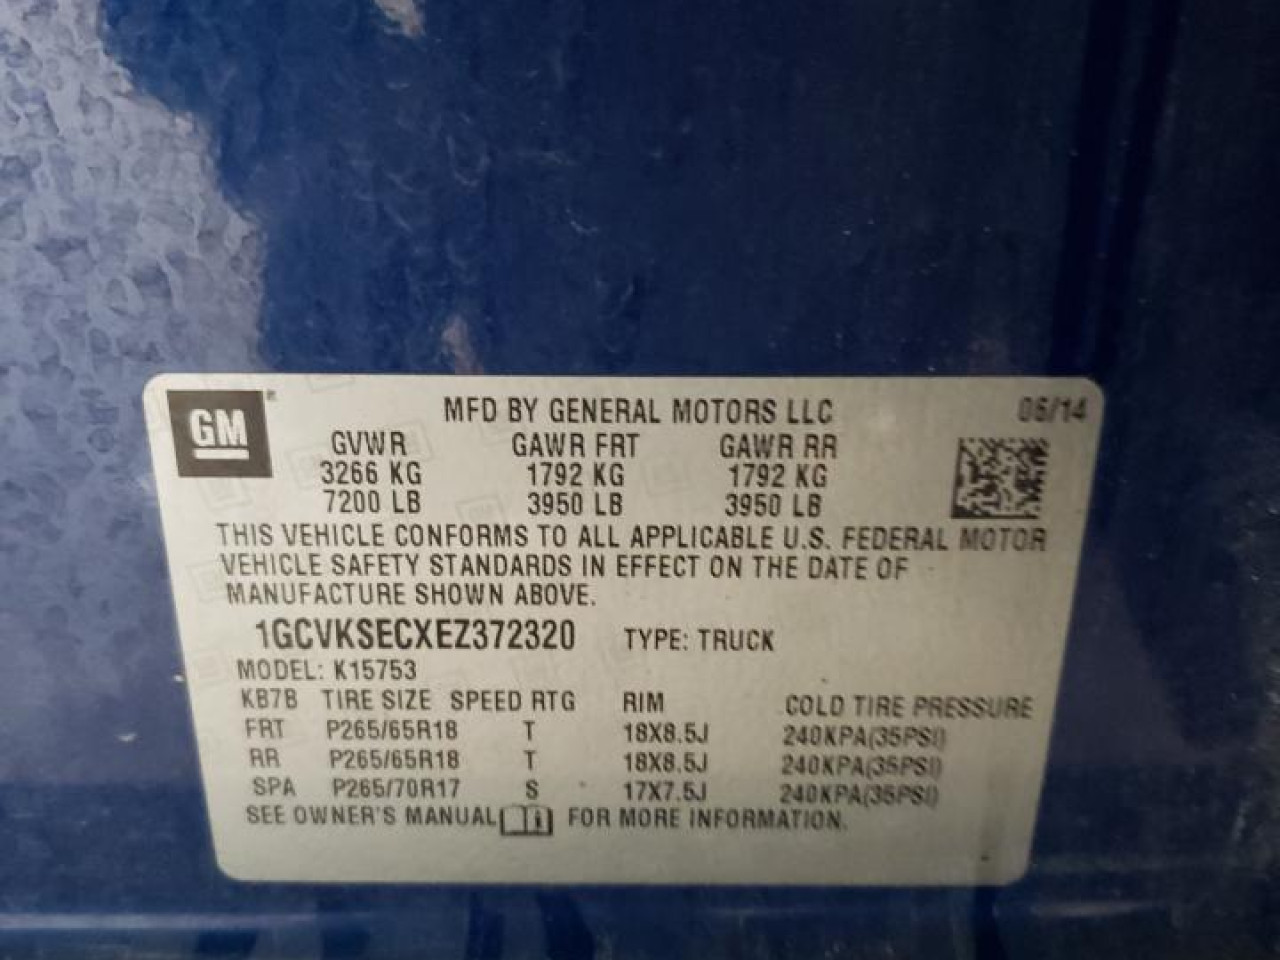 GM
MFD BY GENERAL MOTORS LLC 06/14
GVWR GAWR FRT GAWR RR
3266 KG 1792 KG 1792 KG
7200 LB 3950 LB 3950 LB
THIS VEHICLE CONFORMS TO ALL APPLICABLE U.S. FEDERAL MOTOR
VEHICLE SAFETY STANDARDS IN EFFECT ON THE DATE OF
MANUFACTURE SHOWN ABOVE.
1GCVKSECXEZ372320 TYPE: TRUCK
MODEL: K15753
KB7B TIRE SIZE SPEED RTG RIM COLD TIRE PRESSURE
FRT P265/65R18 T 18X8.5J 240KPA(35PSI)
RR P265/65R18 T 18X8.5J 240KPA(35PSI)
SPA P265/70R17 S 17X7.5J 240KPA(35PSI)
SEE OWNER'S MANUAL FOR MORE INFORMATION.